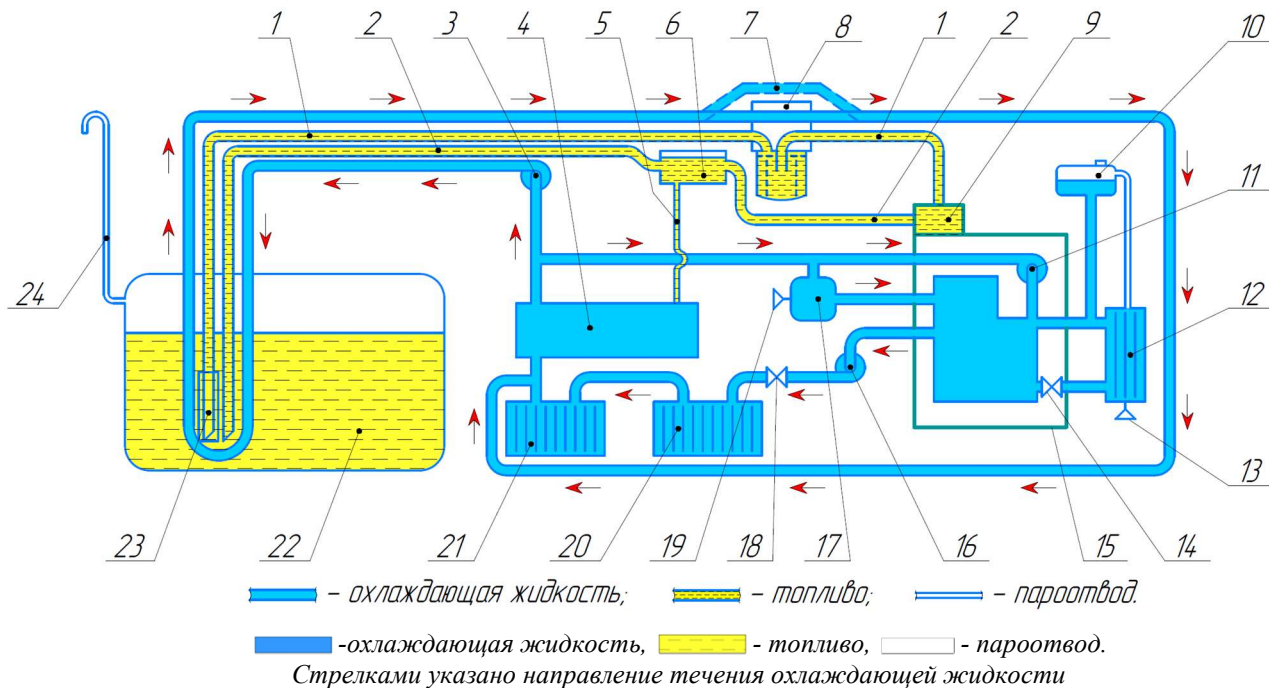 1 2 3 4 5 6 7 8 1 2 9 10
11
12
13
24
23 22 21 20 19 18 17 16 15 14
– охлаждающая жидкость; – топливо; – пароотвод.
-охлаждающая жидкость, - топливо, - пароотвод.
Стрелками указано направление течения охлаждающей жидкости